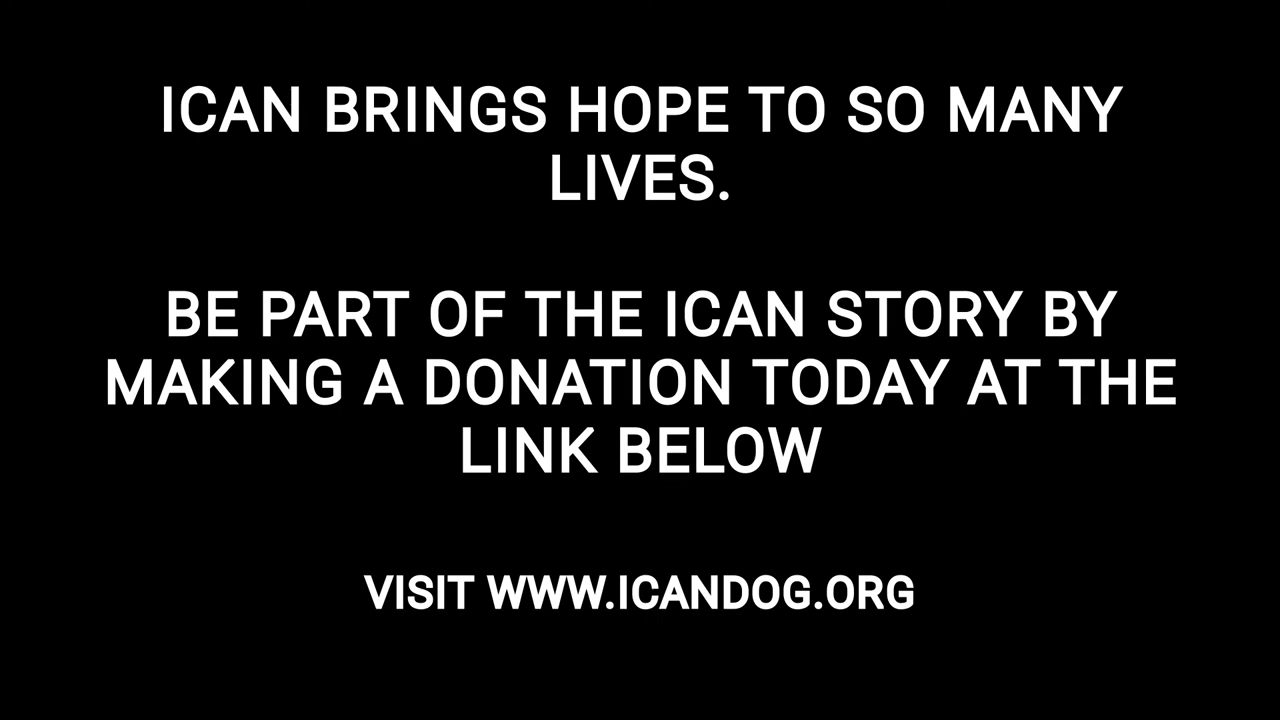 ICAN BRINGS HOPE TO SO MANY
LIVES.
BE PART OF THE ICAN STORY BY
MAKING A DONATION TODAY AT THE
LINK BELOW
VISIT WWW.ICANDOG.ORG